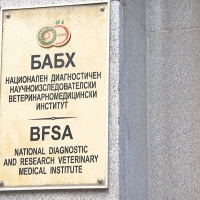 БАБХ
НАЦИОНАЛЕН ДИАГНОСТИЧЕН
НАУЧНОИЗСЛЕДОВАТЕЛСКИ
ВЕТЕРИНАРНОМЕДИЦИНСКИ
ИНСТИТУТ
BFSA
NATIONAL DIAGNOSTIC
AND RESEARCH VETERINARY
MEDICAL INSTITUTE